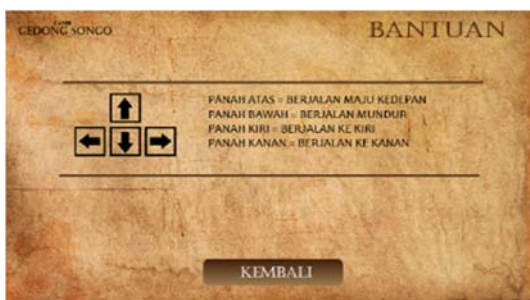 CANDI
GEDONG SONGO
BANTUAN
PANAH ATAS = BERJALAN MAJU KEDEPAN
PANAH BAWAH = BERJALAN MUNDUR
PANAH KIRI = BERJALAN KE KIRI
PANAH KANAN = BERJALAN KE KANAN
KEMBALI